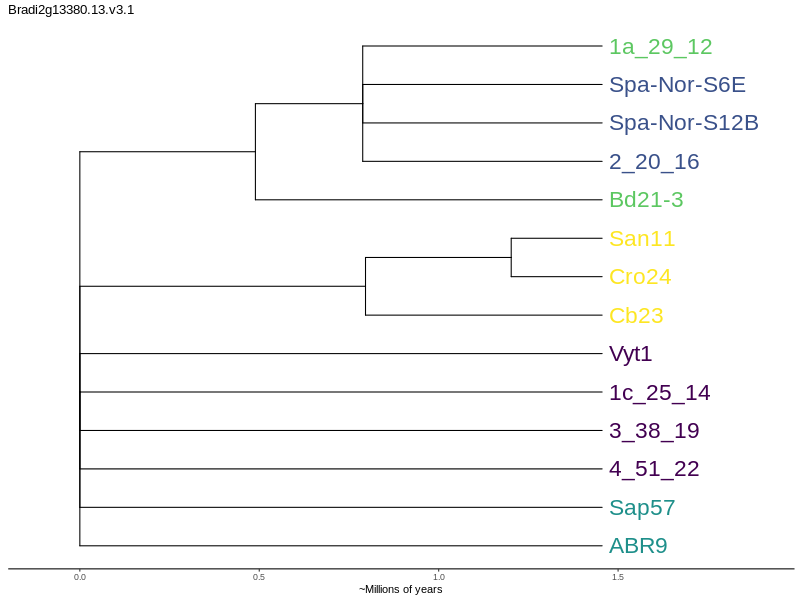 Bradi2g13380.13.v3.1
1a_29_12
Spa-Nor-S6E
Spa-Nor-S12B
2_20_16
Bd21-3
San11
Cro24
Cb23
Vyt1
1c_25_14
3_38_19
4_51_22
Sap57
ABR9
0.0 0.5 1.0 1.5
~Millions of years